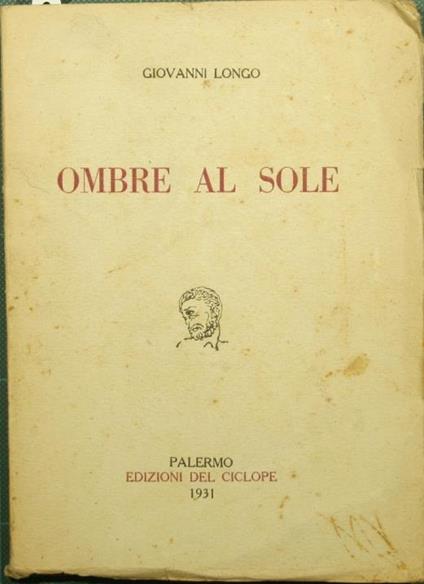 GIOVANNI LONGO
OMBRE AL SOLE
PALERMO
EDIZIONI DEL CICLOPE
1931